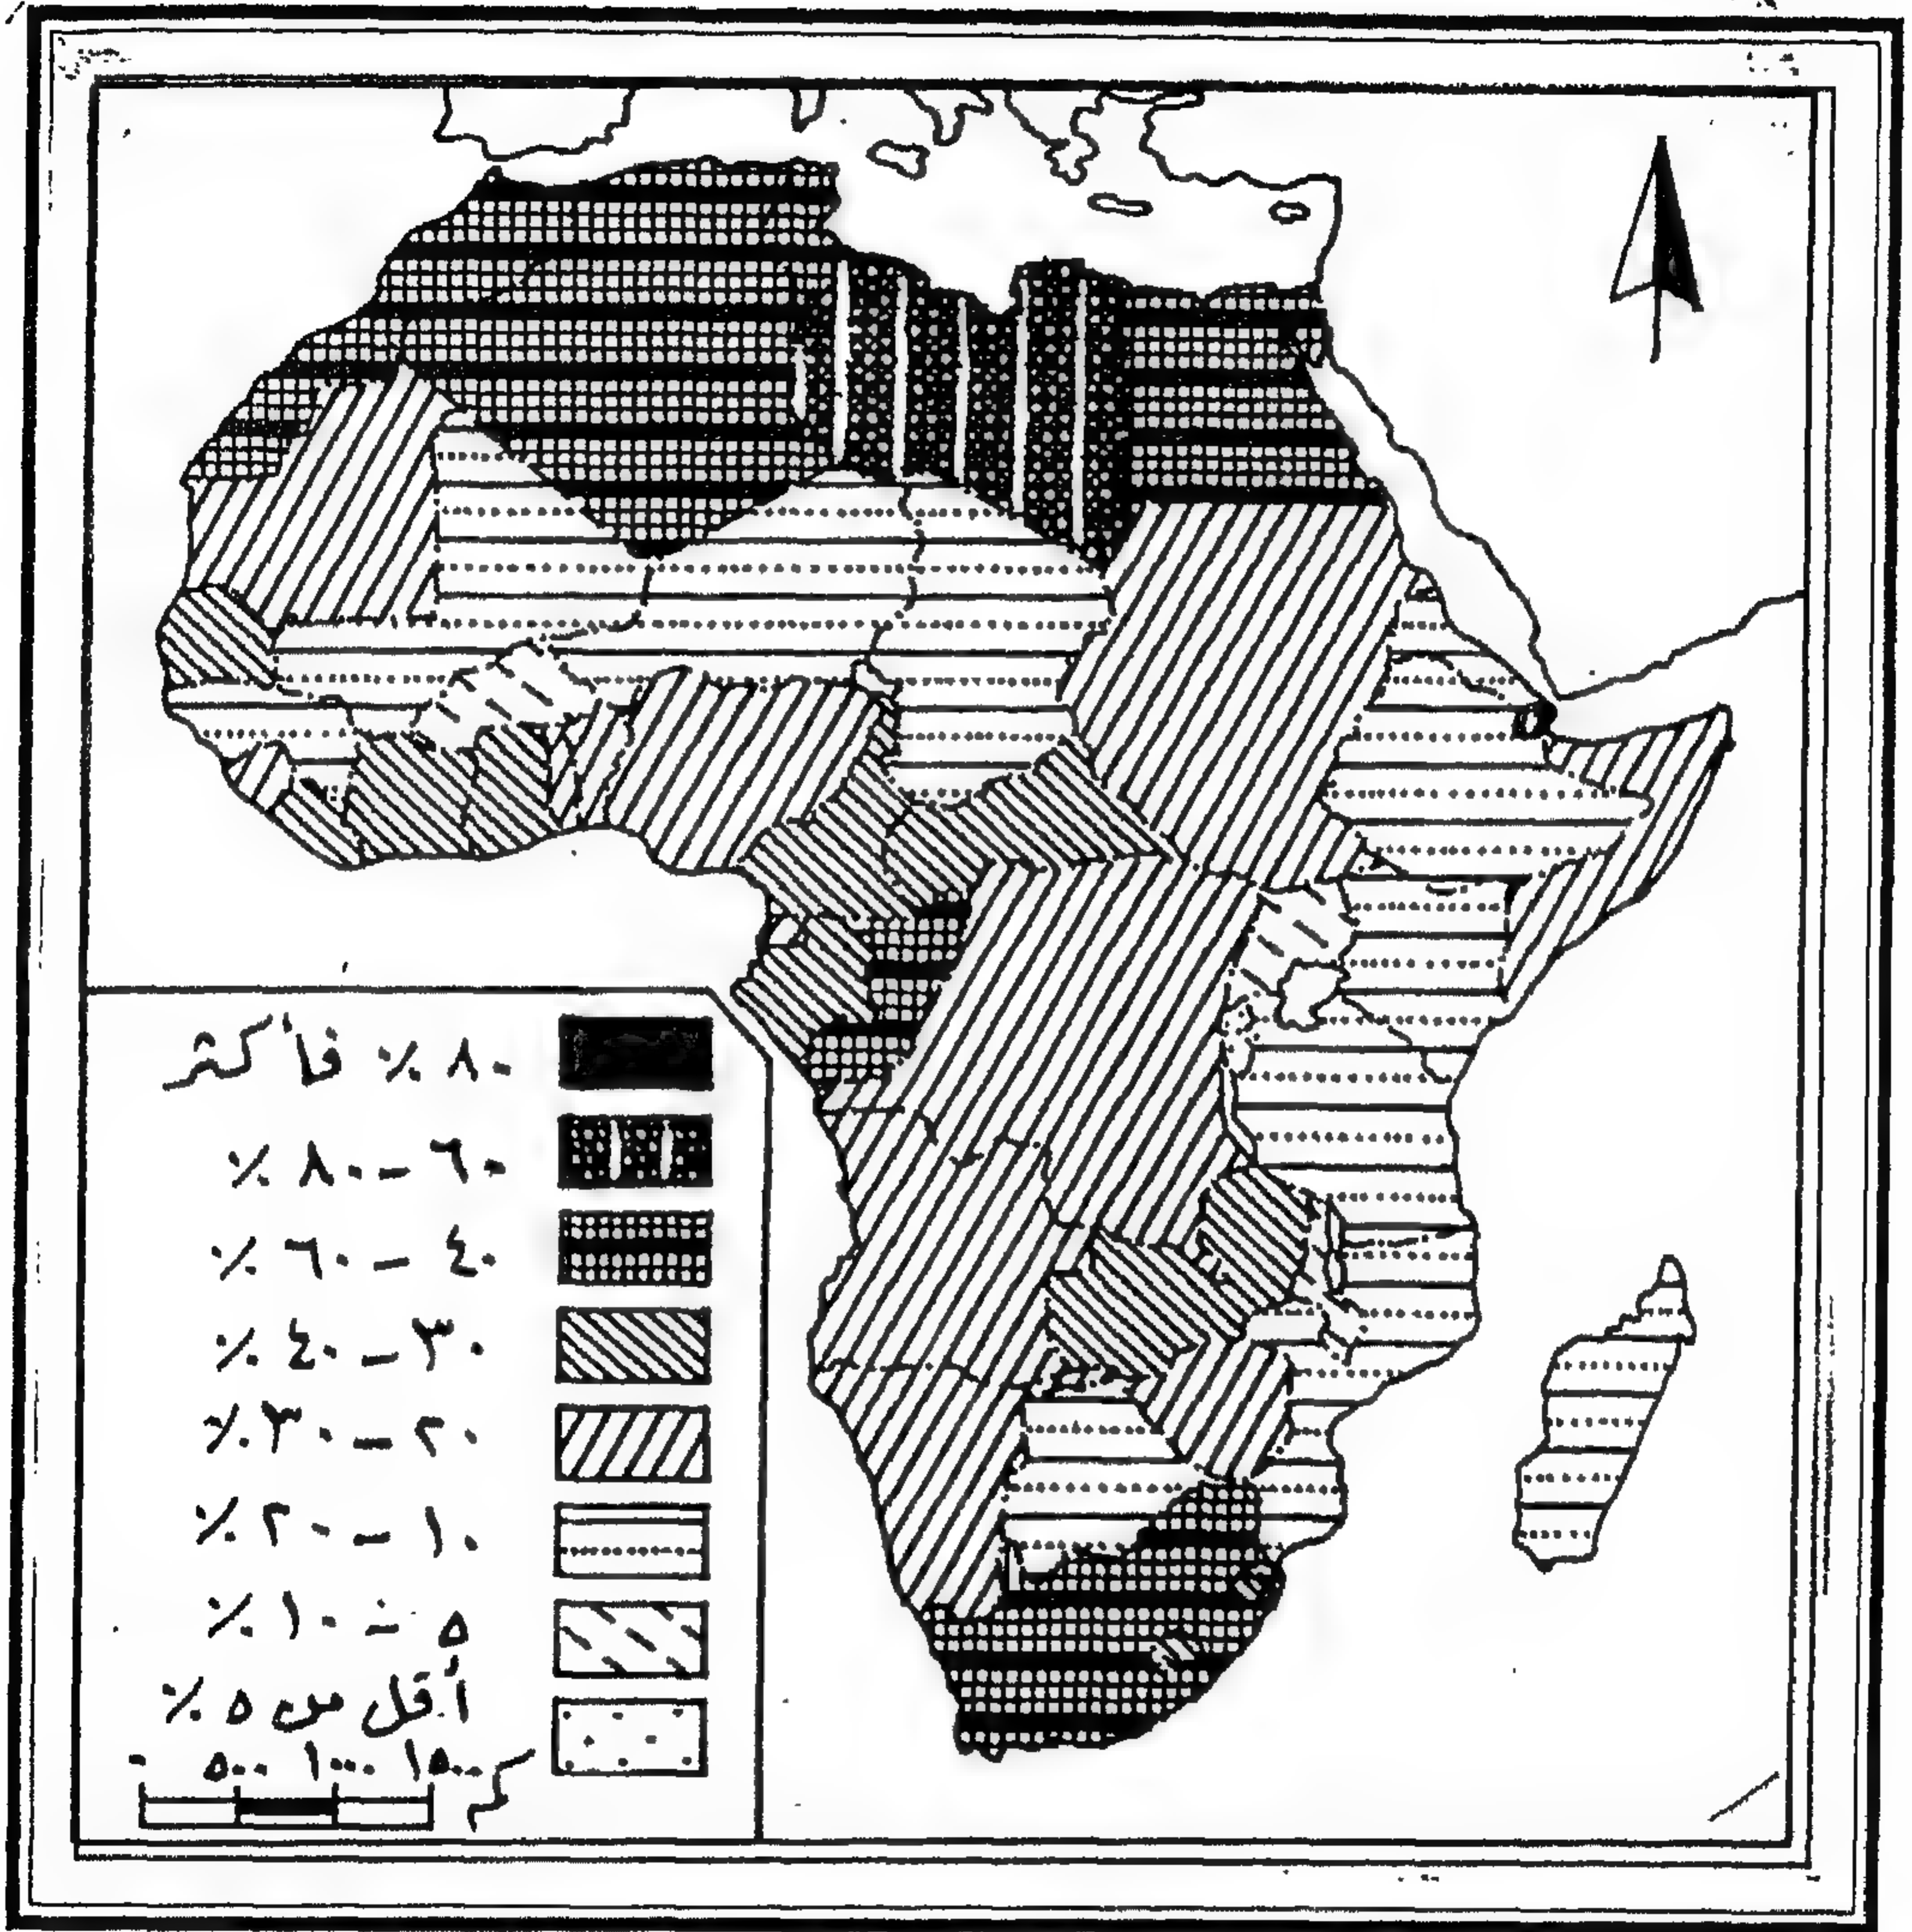 ٨٠ ٪ فأكثر
٦٠ – ٨٠ ٪
٤٠ – ٦٠ ٪
٣٠ – ٤٠ ٪
٢٠ – ٣٠ ٪
١٠ – ٢٠ ٪
٥ – ١٠ ٪
أقل من ٥ ٪
٠ ٥٠٠ ١٠٠٠ ١٥٠٠ كم